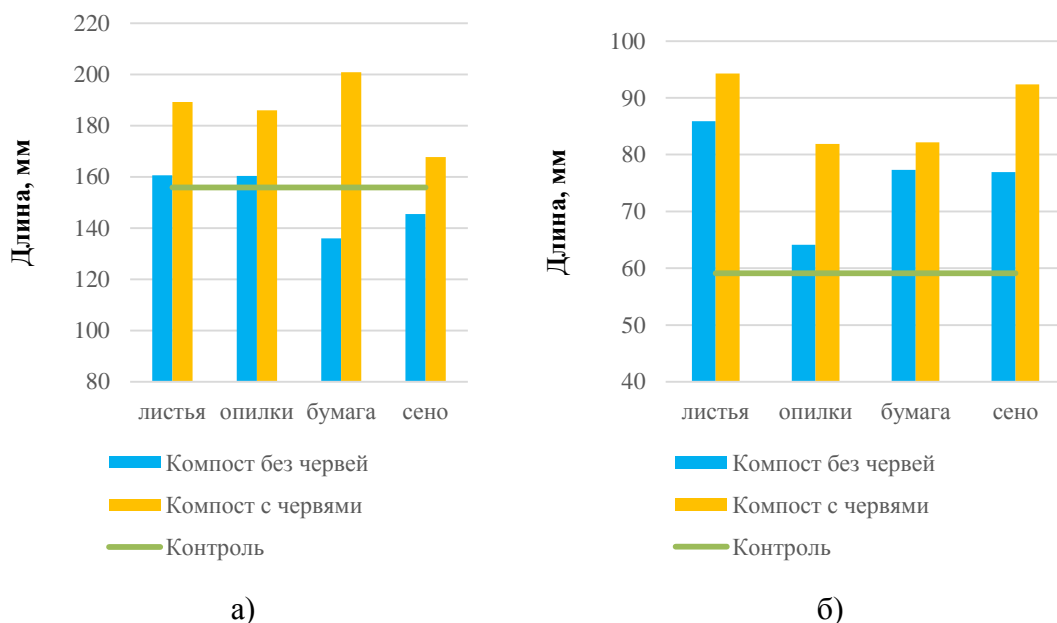 220
200
180
160
140
120
100
80
Длина, мм
листья опилки бумага сено
Компост без червей
Компост с червями
Контроль
а)
100
90
80
70
60
50
40
Длина, мм
листья опилки бумага сено
Компост без червей
Компост с червями
Контроль
б)